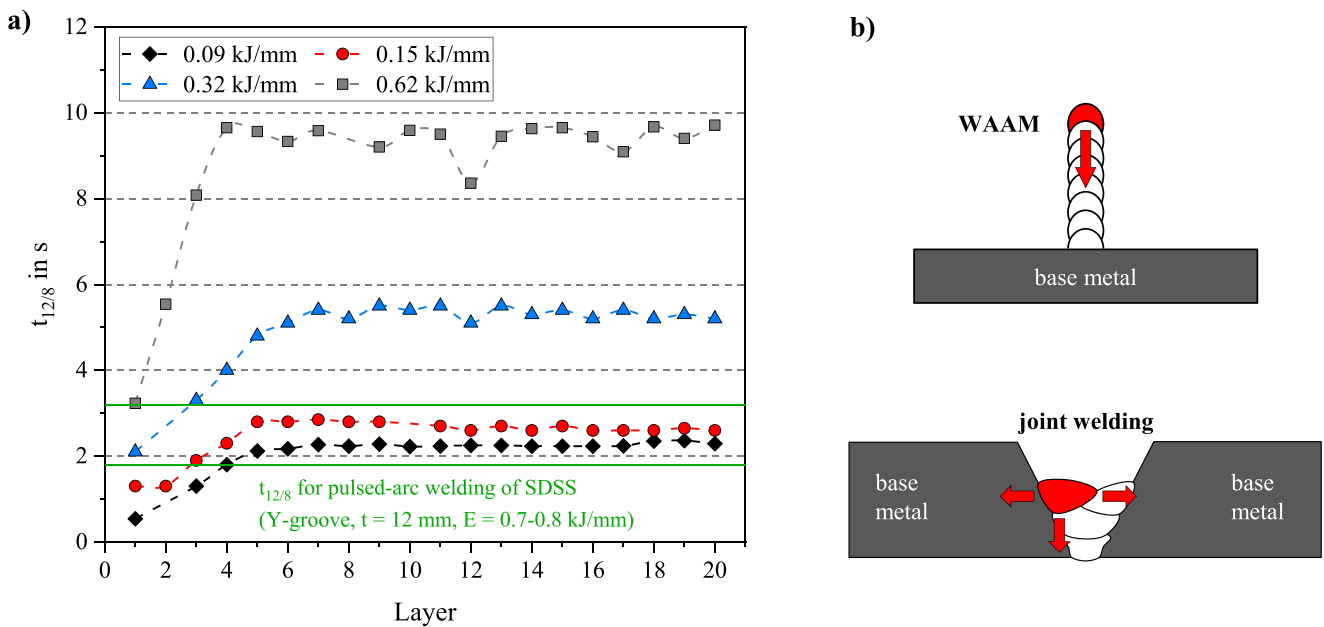 a)
12
10
8
6
4
2
0
t12/8 in s
0.09 kJ/mm 0.15 kJ/mm
0.32 kJ/mm 0.62 kJ/mm
t12/8 for pulsed-arc welding of SDSS
(Y-groove, t = 12 mm, E = 0.7-0.8 kJ/mm)
0 2 4 6 8 10 12 14 16 18 20
Layer
b)
WAAM
base metal
joint welding
base
metal
base
metal